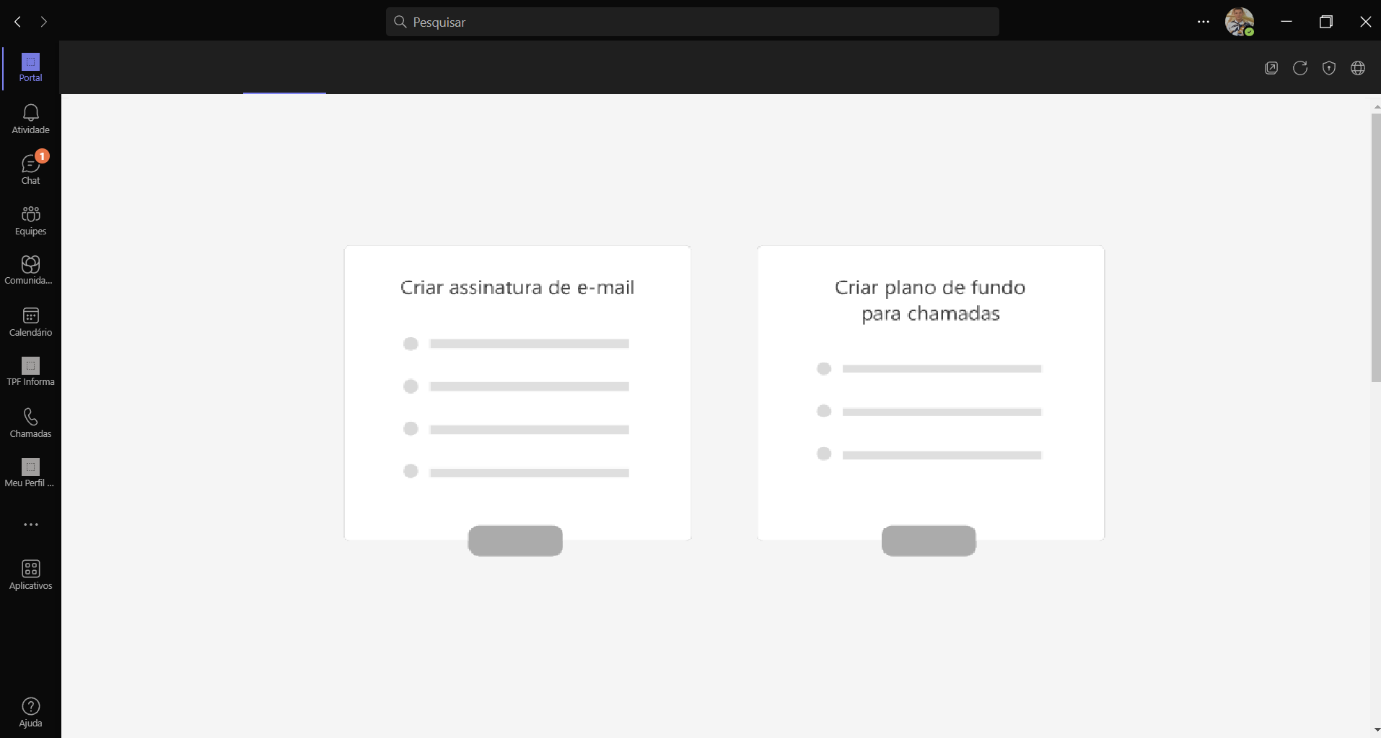 Pesquisar
Portal
Atividade
1
Chat
Equipes
Comunida...
Calendário
TPF Informa
Chamadas
Meu Perfil ...
Aplicativos
Ajuda
Criar assinatura de e-mail
Criar plano de fundo
para chamadas